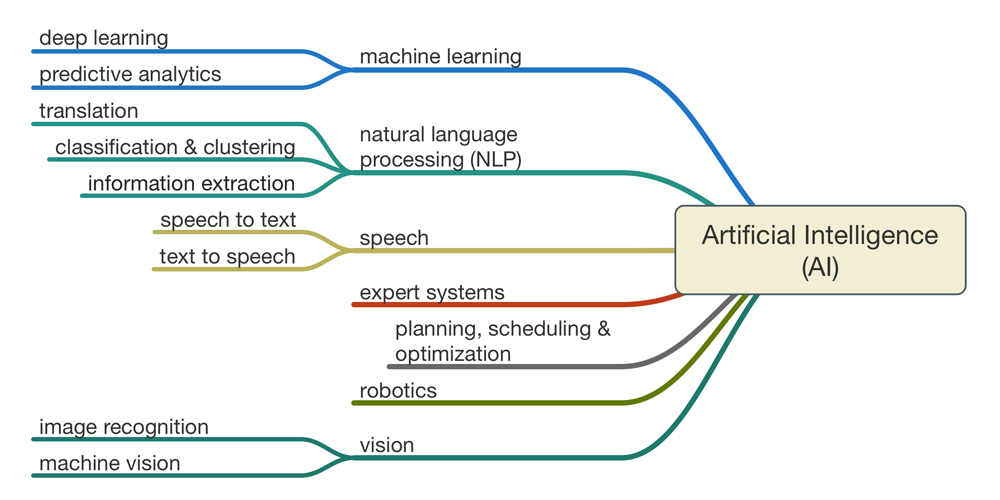 deep learning
machine learning
predictive analytics
translation
natural language
processing (NLP)
classification & clustering
information extraction
speech to text
speech
text to speech
Artificial Intelligence
(AI)
expert systems
planning, scheduling &
optimization
robotics
image recognition
vision
machine vision